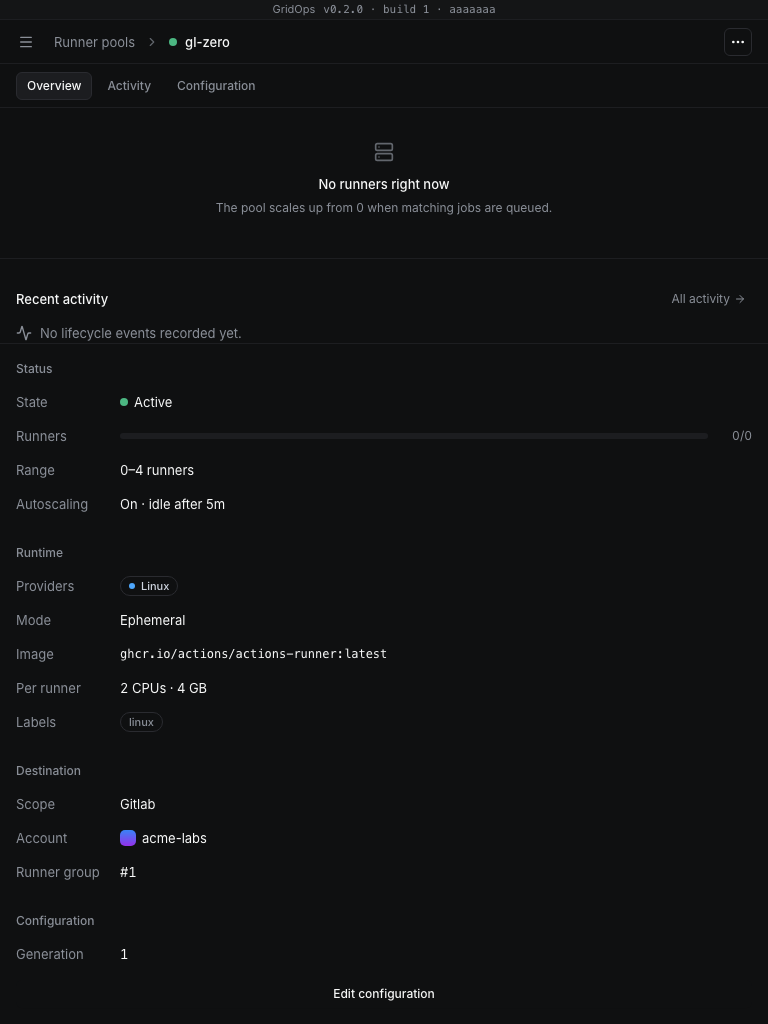 GridOps v0.2.0 · build 1 · aaaaaaa
Runner pools > gl-zero
Overview Activity Configuration
No runners right now
The pool scales up from 0 when matching jobs are queued.
Recent activity All activity →
No lifecycle events recorded yet.
Status
State Active
Runners 0/0
Range 0–4 runners
Autoscaling On · idle after 5m
Runtime
Providers Linux
Mode Ephemeral
Image ghcr.io/actions/actions-runner:latest
Per runner 2 CPUs · 4 GB
Labels linux
Destination
Scope Gitlab
Account acme-labs
Runner group #1
Configuration
Generation 1
Edit configuration